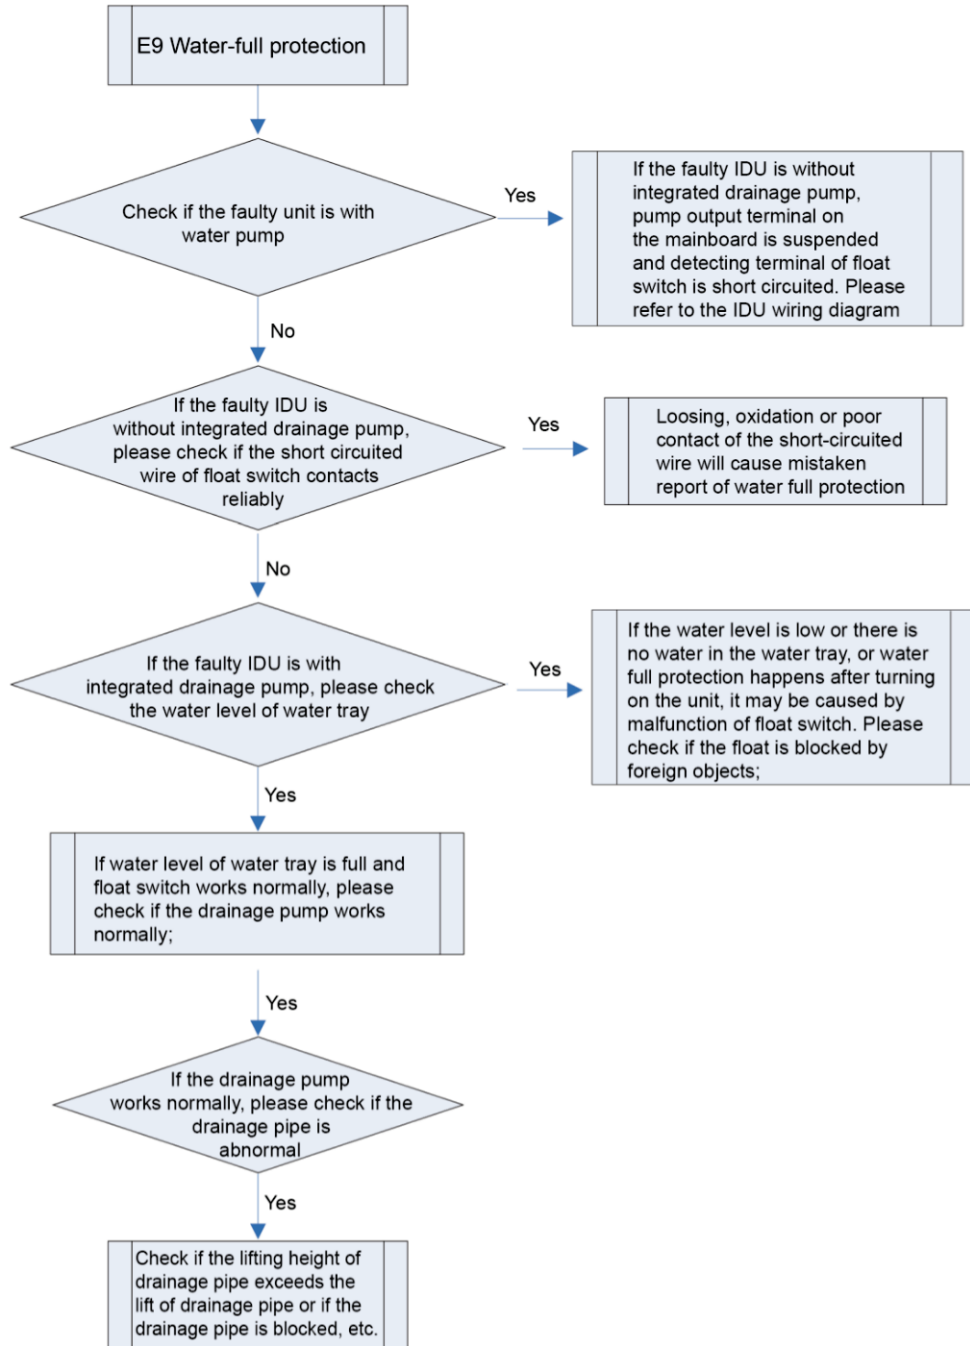 E9 Water-full protection
Check if the faulty unit is with
water pump
Yes
If the faulty IDU is without
integrated drainage pump,
pump output terminal on
the mainboard is suspended
and detecting terminal of float
switch is short circuited. Please
refer to the IDU wiring diagram
No
If the faulty IDU is
without integrated drainage pump,
please check if the short circuited
wire of float switch contacts
reliably
Yes
Loosing, oxidation or poor
contact of the short-circuited
wire will cause mistaken
report of water full protection
No
If the faulty IDU is with
integrated drainage pump, please check
the water level of water tray
Yes
If the water level is low or there is
no water in the water tray, or water
full protection happens after turning
on the unit, it may be caused by
malfunction of float switch. Please
check if the float is blocked by
foreign objects;
Yes
If water level of water tray is full and
float switch works normally, please
check if the drainage pump works
normally;
Yes
If the drainage pump
works normally, please check if the
drainage pipe is
abnormal
Yes
Check if the lifting height of
drainage pipe exceeds the
lift of drainage pipe or if the
drainage pipe is blocked, etc.